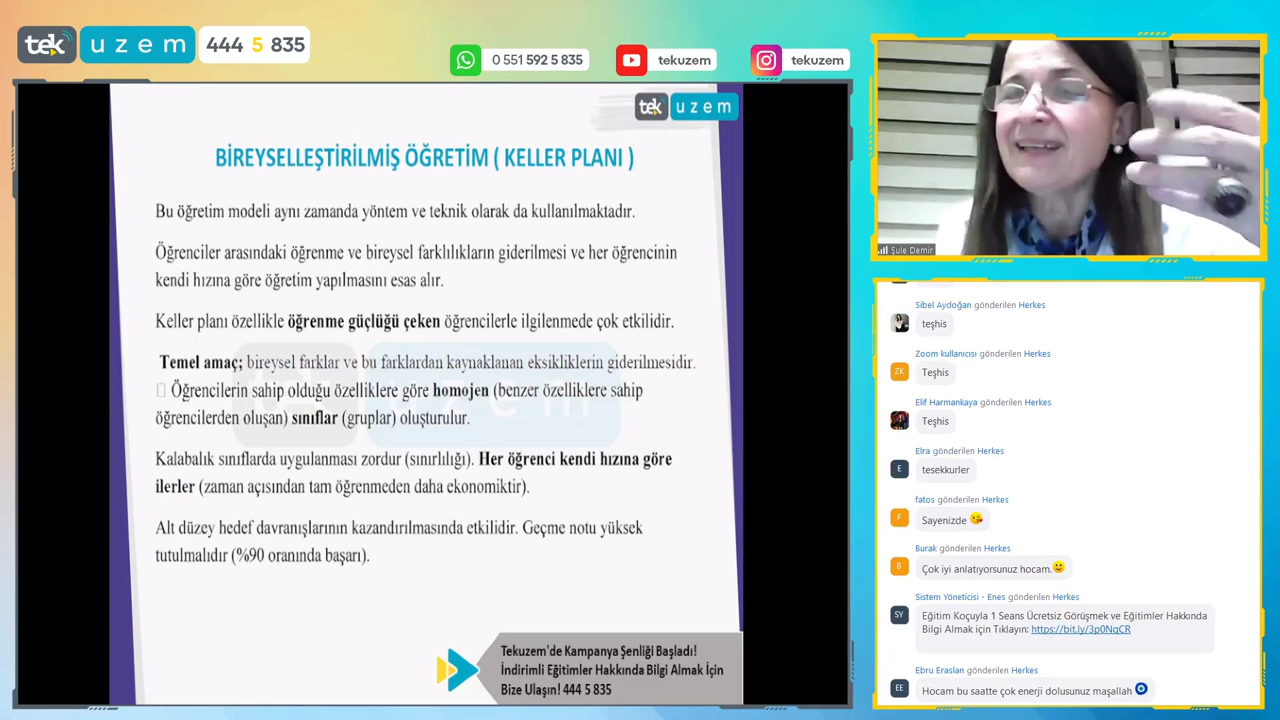 tek uzem 444 5 835
0 551 592 5 835
tekuzem
tekuzem
tek uzem
BİREYSELLEŞTİRİLMİŞ ÖĞRETİM ( KELLER PLANI )
Bu öğretim modeli aynı zamanda yöntem ve teknik olarak da kullanılmaktadır.
Öğrenciler arasındaki öğrenme ve bireysel farklılıkların giderilmesi ve her öğrencinin
kendi hızına göre öğretim yapılmasını esas alır.
Keller planı özellikle öğrenme güçlüğü çeken öğrencilerle ilgilenmede çok etkilidir.
Temel amaç; bireysel farklar ve bu farklardan kaynaklanan eksikliklerin giderilmesidir.
Öğrencilerin sahip olduğu özelliklere göre homojen (benzer özelliklere sahip
öğrencilerden oluşan) sınıflar (gruplar) oluşturulur.
Kalabalık sınıflarda uygulanması zordur (sınırlılığı). Her öğrenci kendi hızına göre
ilerler (zaman açısından tam öğrenmeden daha ekonomiktir).
Alt düzey hedef davranışlarının kazandırılmasında etkilidir. Geçme notu yüksek
tutulmalıdır (%90 oranında başarı).
tek uzem
Tekuzem'de Kampanya Şenliği Başladı!
İndirimli Eğitimler Hakkında Bilgi Almak İçin
Bize Ulaşın! 444 5 835
Şule Demir
Sibel Aydoğan gönderilen Herkes
teşhis
Zoom kullanıcısı gönderilen Herkes
ZK
Teşhis
Elif Harmankaya gönderilen Herkes
Teşhis
Elra gönderilen Herkes
E
tesekkurler
fatos gönderilen Herkes
F
Sayenizde 😘
Burak gönderilen Herkes
B
Çok iyi anlatıyorsunuz hocam.🙂
Sistem Yöneticisi - Enes gönderilen Herkes
SY
Eğitim Koçuyla 1 Seans Ücretsiz Görüşmek ve Eğitimler Hakkında
Bilgi Almak için Tıklayın: https://bit.ly/3p0NqCR
Ebru Eraslan gönderilen Herkes
EE
Hocam bu saatte çok enerji dolusunuz maşallah 🧿